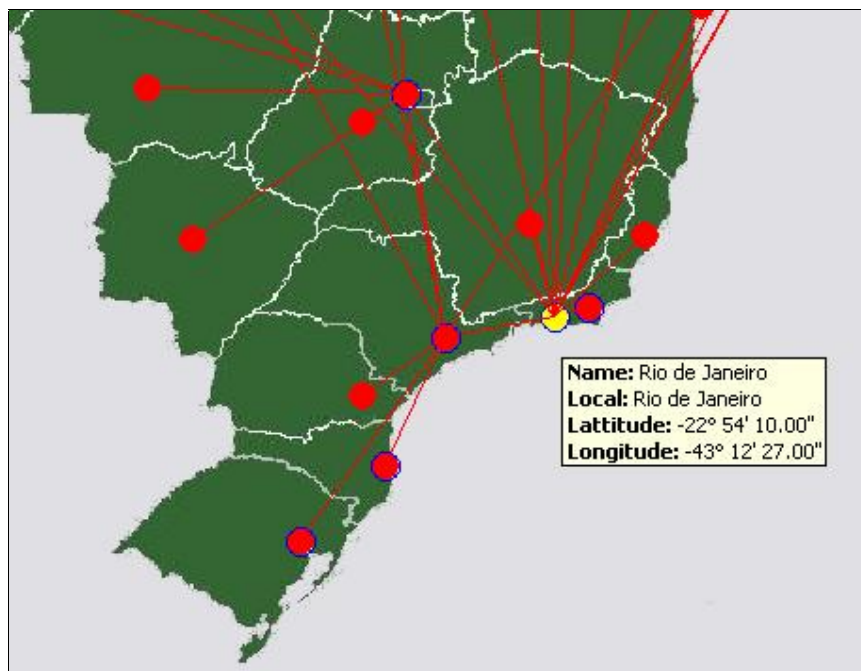 Name: Rio de Janeiro
Local: Rio de Janeiro
Lattitude: -22° 54' 10.00"
Longitude: -43° 12' 27.00"